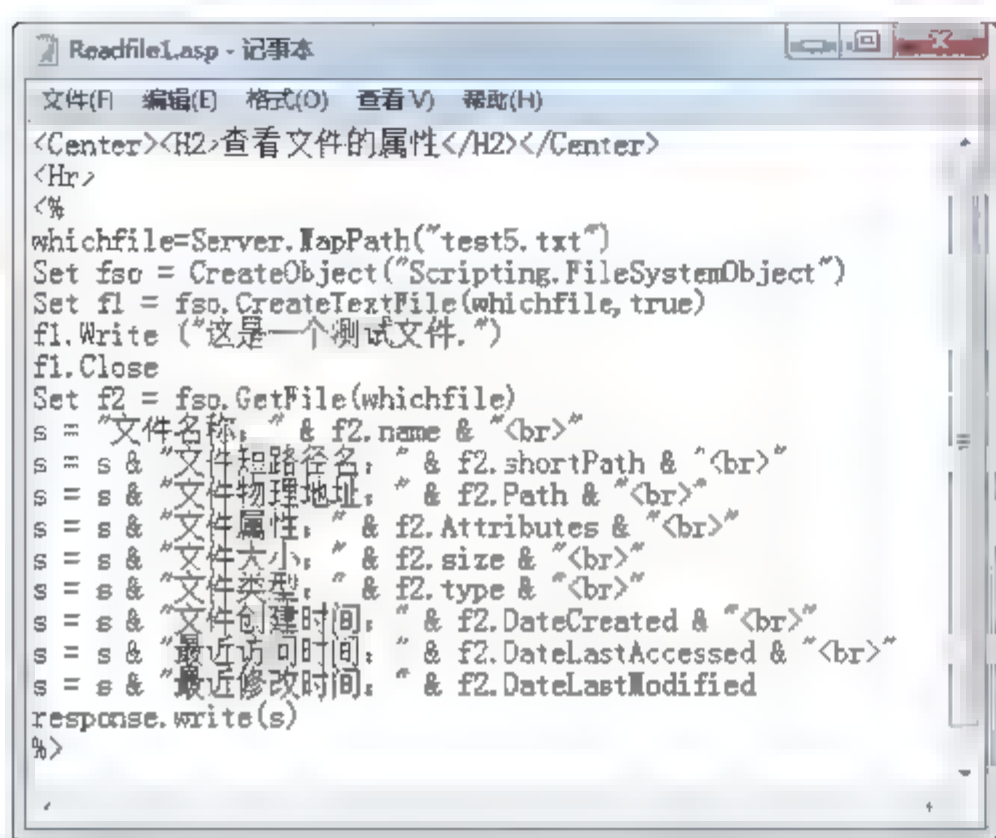 Readfile1.asp - 记事本
文件(F) 编辑(E) 格式(O) 查看(V) 帮助(H)
<Center><H2>查看文件的属性</H2></Center>
<Hr>
<%
whichfile=Server.MapPath("test5.txt")
Set fso = CreateObject("Scripting.FileSystemObject")
Set f1 = fso.CreateTextFile(whichfile,true)
f1.Write ("这是一个测试文件.")
f1.Close
Set f2 = fso.GetFile(whichfile)
s = "文件名称：" & f2.name & "<br>"
s = s & "文件短路径名：" & f2.shortPath & "<br>"
s = s & "文件物理地址：" & f2.Path & "<br>"
s = s & "文件属性：" & f2.Attributes & "<br>"
s = s & "文件大小：" & f2.size & "<br>"
s = s & "文件类型：" & f2.type & "<br>"
s = s & "文件创建时间：" & f2.DateCreated & "<br>"
s = s & "最近访问时间：" & f2.DateLastAccessed & "<br>"
s = s & "最近修改时间：" & f2.DateLastModified
response.write(s)
%>